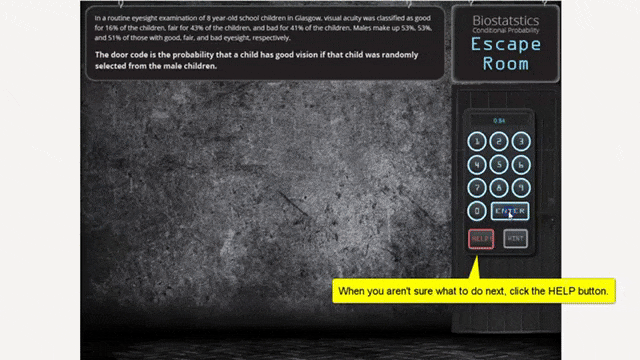 In a routine eyesight examination of 8 year-old school children in Glasgow, visual acuity was classified as good
for 16% of the children, fair for 43% of the children, and bad for 41% of the children. Males make up 53%, 53%,
and 51% of those with good, fair, and bad eyesight, respectively.
The door code is the probability that a child has good vision if that child was randomly
selected from the male children.
Biostatstics
Conditional Probability
Escape
Room
1 2 3
4 5 6
7 8 9
0 ENTER
HELP! HINT
When you aren't sure what to do next, click the HELP button.